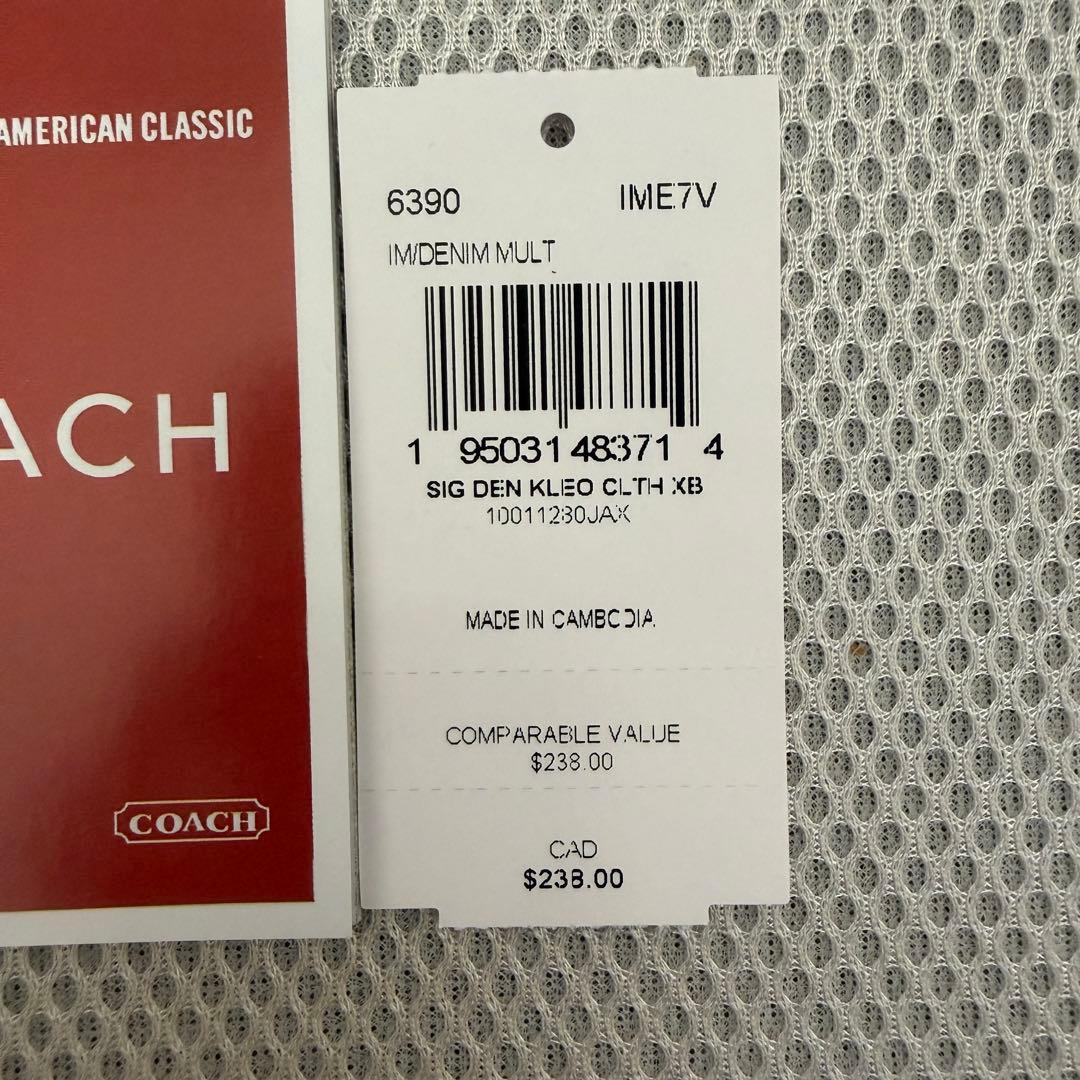 AMERICAN CLASSIC
ACH
COACH
6390 IME7V
IM/DENIM MULT
1 95031 48371 4
SIG DEN KLEO CLTH XB
10011280JAX
MADE IN CAMBODIA
COMPARABLE VALUE
$238.00
CAD
$238.00